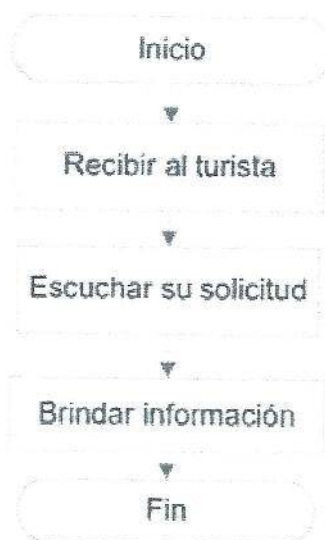 Inicio
Recibir al turista
Escuchar su solicitud
Brindar información
Fin